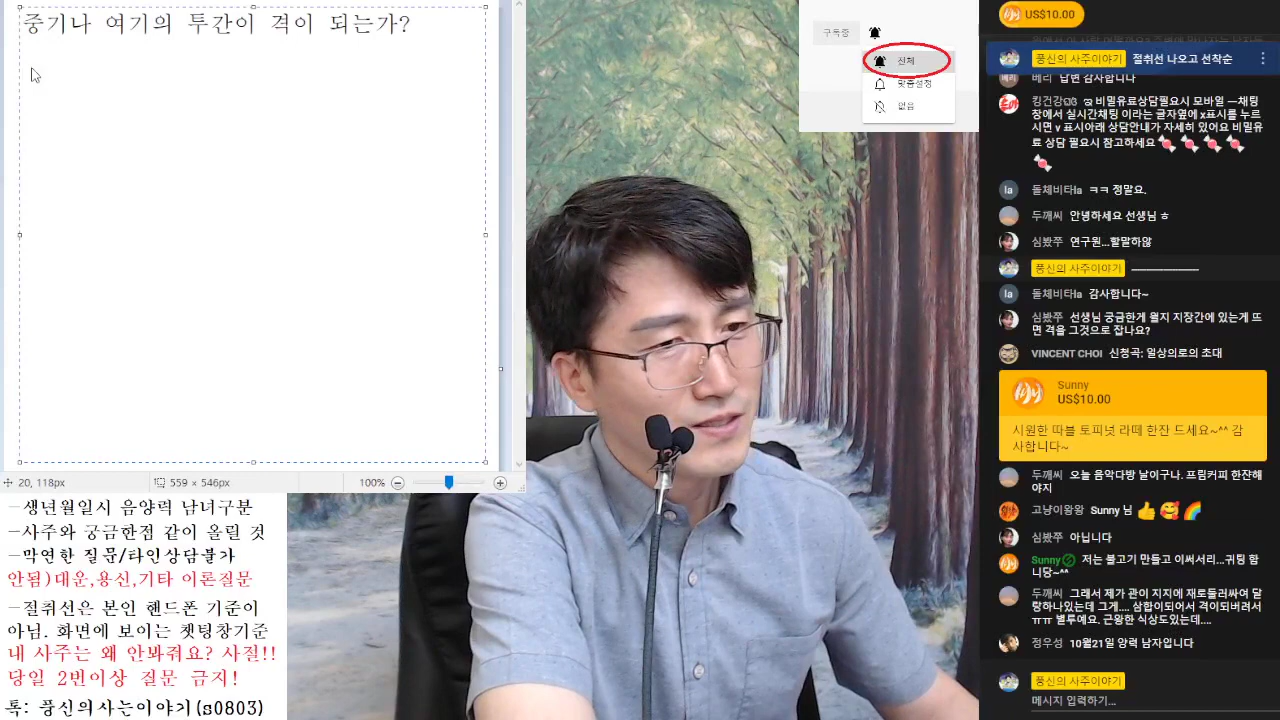 중기나 여기의 투간이 격이 되는가?
20, 118px
559 × 546px
100%
-생년월일시 음양력 남녀구분
-사주와 궁금한점 같이 올릴 것
-막연한 질문/타인상담불가
안됨)대운,용신,기타 이론질문
-절취선은 본인 핸드폰 기준이
아님. 화면에 보이는 챗팅창기준
내 사주는 왜 안봐줘요? 사절!!
당일 2번이상 질문 금지!
록: 풍신의사는이야기(s0803)
구독중
전체
맞춤설정
없음
US$10.00
풍신의 사주이야기 절취선 나오고 선착순
베리 답변 감사합니다
비밀유료상담필요시 모바일 ㅡ채팅
창에서 실시간채팅 이라는 글자옆에 x표시를 누르
시면 v 표시아래 상담안내가 자세히 있어요 비밀유
료 상담 필요시 참고하세요
la 돌체비타la ㅋㅋ 정말요.
두깨씨 안녕하세요 선생님 ㅎ
심봤쭈 연구원...할말하않
풍신의 사주이야기 ────────
la 돌체비타la 감사합니다~
심봤쭈 선생님 궁금한게 월지 지장간에 있는게 뜨
면 격을 그것으로 잡나요?
VINCENT CHOI 신청곡: 일상의로의 초대
Sunny
US$10.00
시원한 따블 토피넛 라떼 한잔 드세요~^^ 감
사합니다~
두깨씨 오늘 음악다방 날이구나. 프림커피 한쟌해
야지
고냥이왕왕 Sunny 님 👍🥰🌈
심봤쭈 아닙니다
Sunny 저는 불고기 만들고 이써서리...귀팅 합
니당~^^
두깨씨 그래서 제가 관이 지지에 재로둘러싸여 달
랑하나있는데 그게.... 삼합이되어서 격이되버려서
ㅠㅠ 별루예요. 근왕한 식상도있는데....
정우성 10월21일 양력 남자입니다
풍신의 사주이야기
메시지 입력하기...